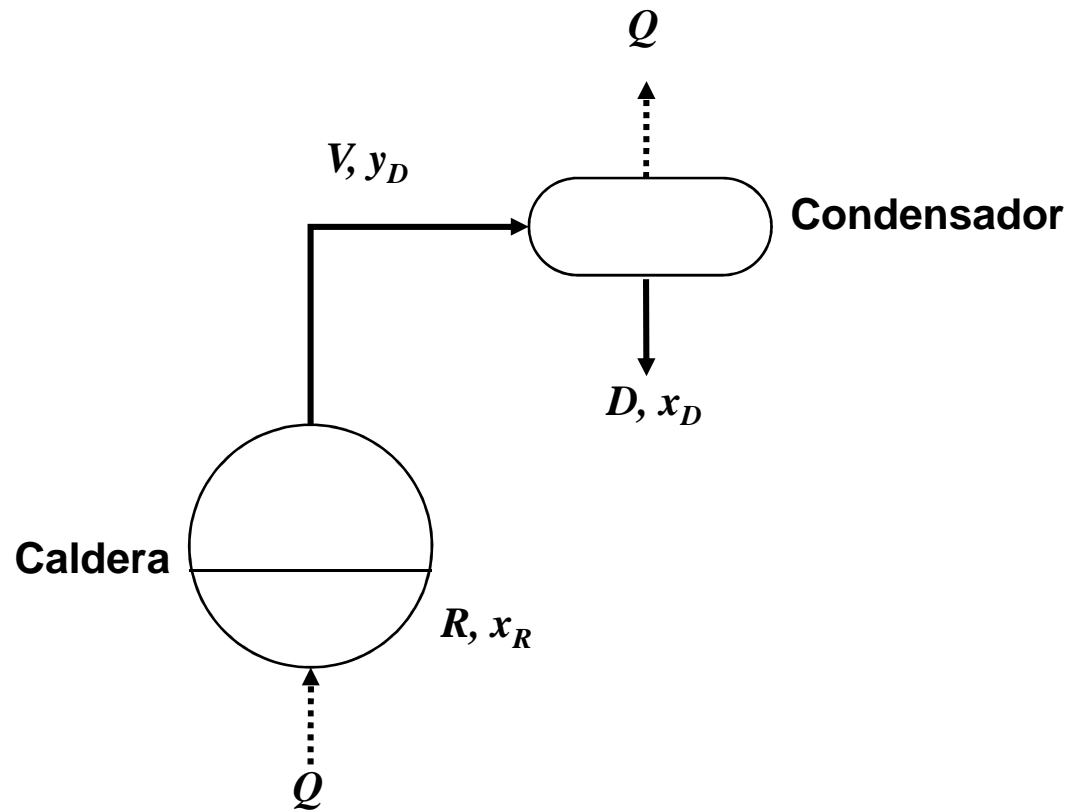 Q
V, y_D
Condensador
D, x_D
Caldera
R, x_R
Q